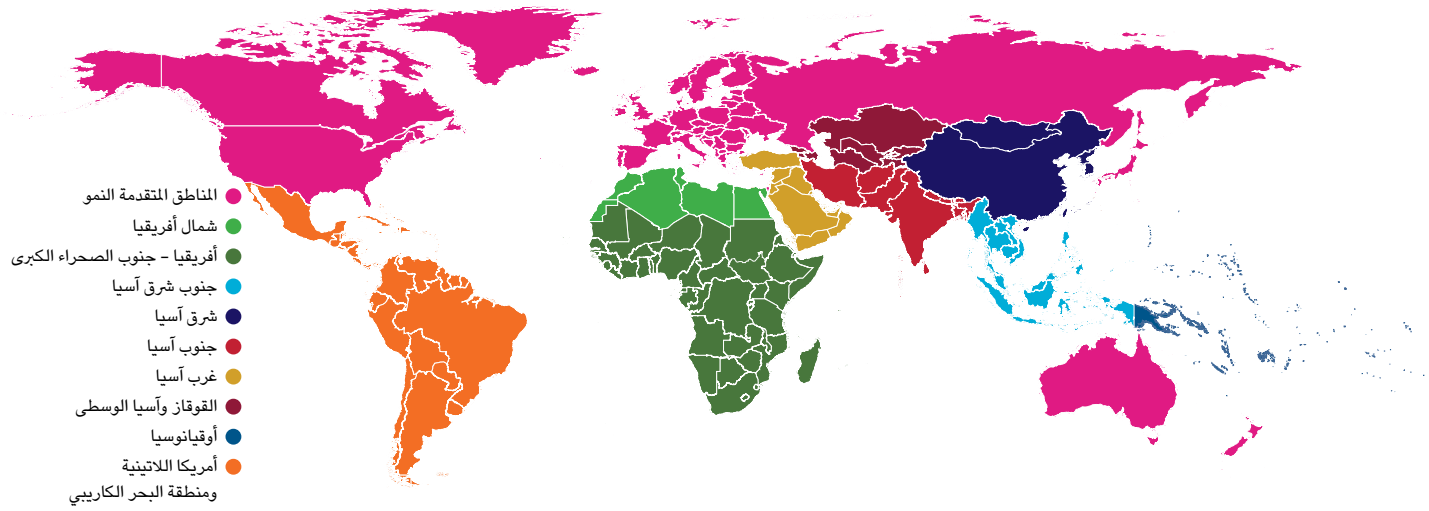 المناطق المتقدمة النمو
شمال أفريقيا
أفريقيا – جنوب الصحراء الكبرى
جنوب شرق آسيا
شرق آسيا
جنوب آسيا
غرب آسيا
القوقاز وآسيا الوسطى
أوقيانوسيا
أمريكا اللاتينية
ومنطقة البحر الكاريبي